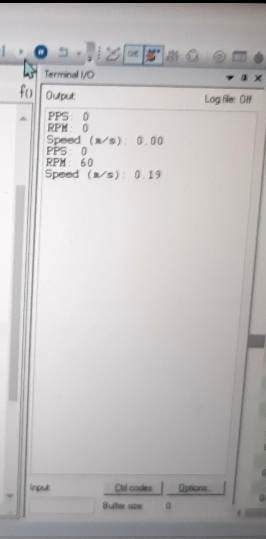 Terminal I/O
f()
Output:
Log file: Off
PPS: 0
RPM: 0
Speed (m/s): 0.00
PPS: 0
RPM: 60
Speed (m/s): 0.19
Input:
Ctrl codes
Options...
Buffer size:
0